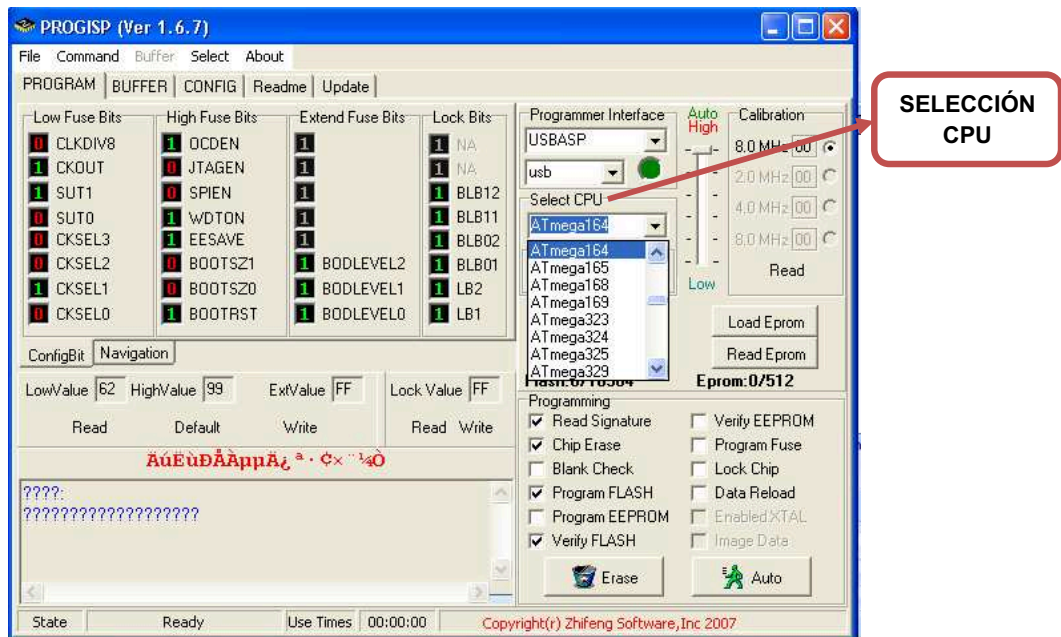 PROGISP (Ver 1.6.7)
File Command Buffer Select About
PROGRAM BUFFER CONFIG Readme Update
Low Fuse Bits High Fuse Bits Extend Fuse Bits Lock Bits
0 CLKDIV8 1 OCDEN 1 1 NA
1 CKOUT 0 JTAGEN 1 1 NA
1 SUT1 0 SPIEN 1 1 BLB12
0 SUT0 1 WDTON 1 1 BLB11
0 CKSEL3 1 EESAVE 1 1 BLB02
0 CKSEL2 0 BOOTSZ1 1 BODLEVEL2 1 BLB01
1 CKSEL1 0 BOOTSZ0 1 BODLEVEL1 1 LB2
0 CKSEL0 1 BOOTRST 1 BODLEVEL0 1 LB1
ConfigBit Navigation
LowValue 62 HighValue 99 ExtValue FF Lock Value FF
Read Default Write Read Write
ÄúËùÐÅÀµµÄ¿ª·¢×¨¼Ò
????:
???????????????????
Programmer Interface
USBASP
usb
Select CPU
ATmega164
ATmega164
ATmega165
ATmega168
ATmega169
ATmega323
ATmega324
ATmega325
ATmega329
Auto
High
Low
Calibration
8.0 MHz 00
2.0 MHz 00
4.0 MHz 00
8.0 MHz 00
Read
Load Eprom
Read Eprom
Flash:0/16384 Eprom:0/512
Programming
Read Signature Verify EEPROM
Chip Erase Program Fuse
Blank Check Lock Chip
Program FLASH Data Reload
Program EEPROM Enabled XTAL
Verify FLASH Image Data
Erase Auto
State Ready Use Times 00:00:00 Copyright(r) Zhifeng Software,Inc 2007
SELECCIÓN
CPU